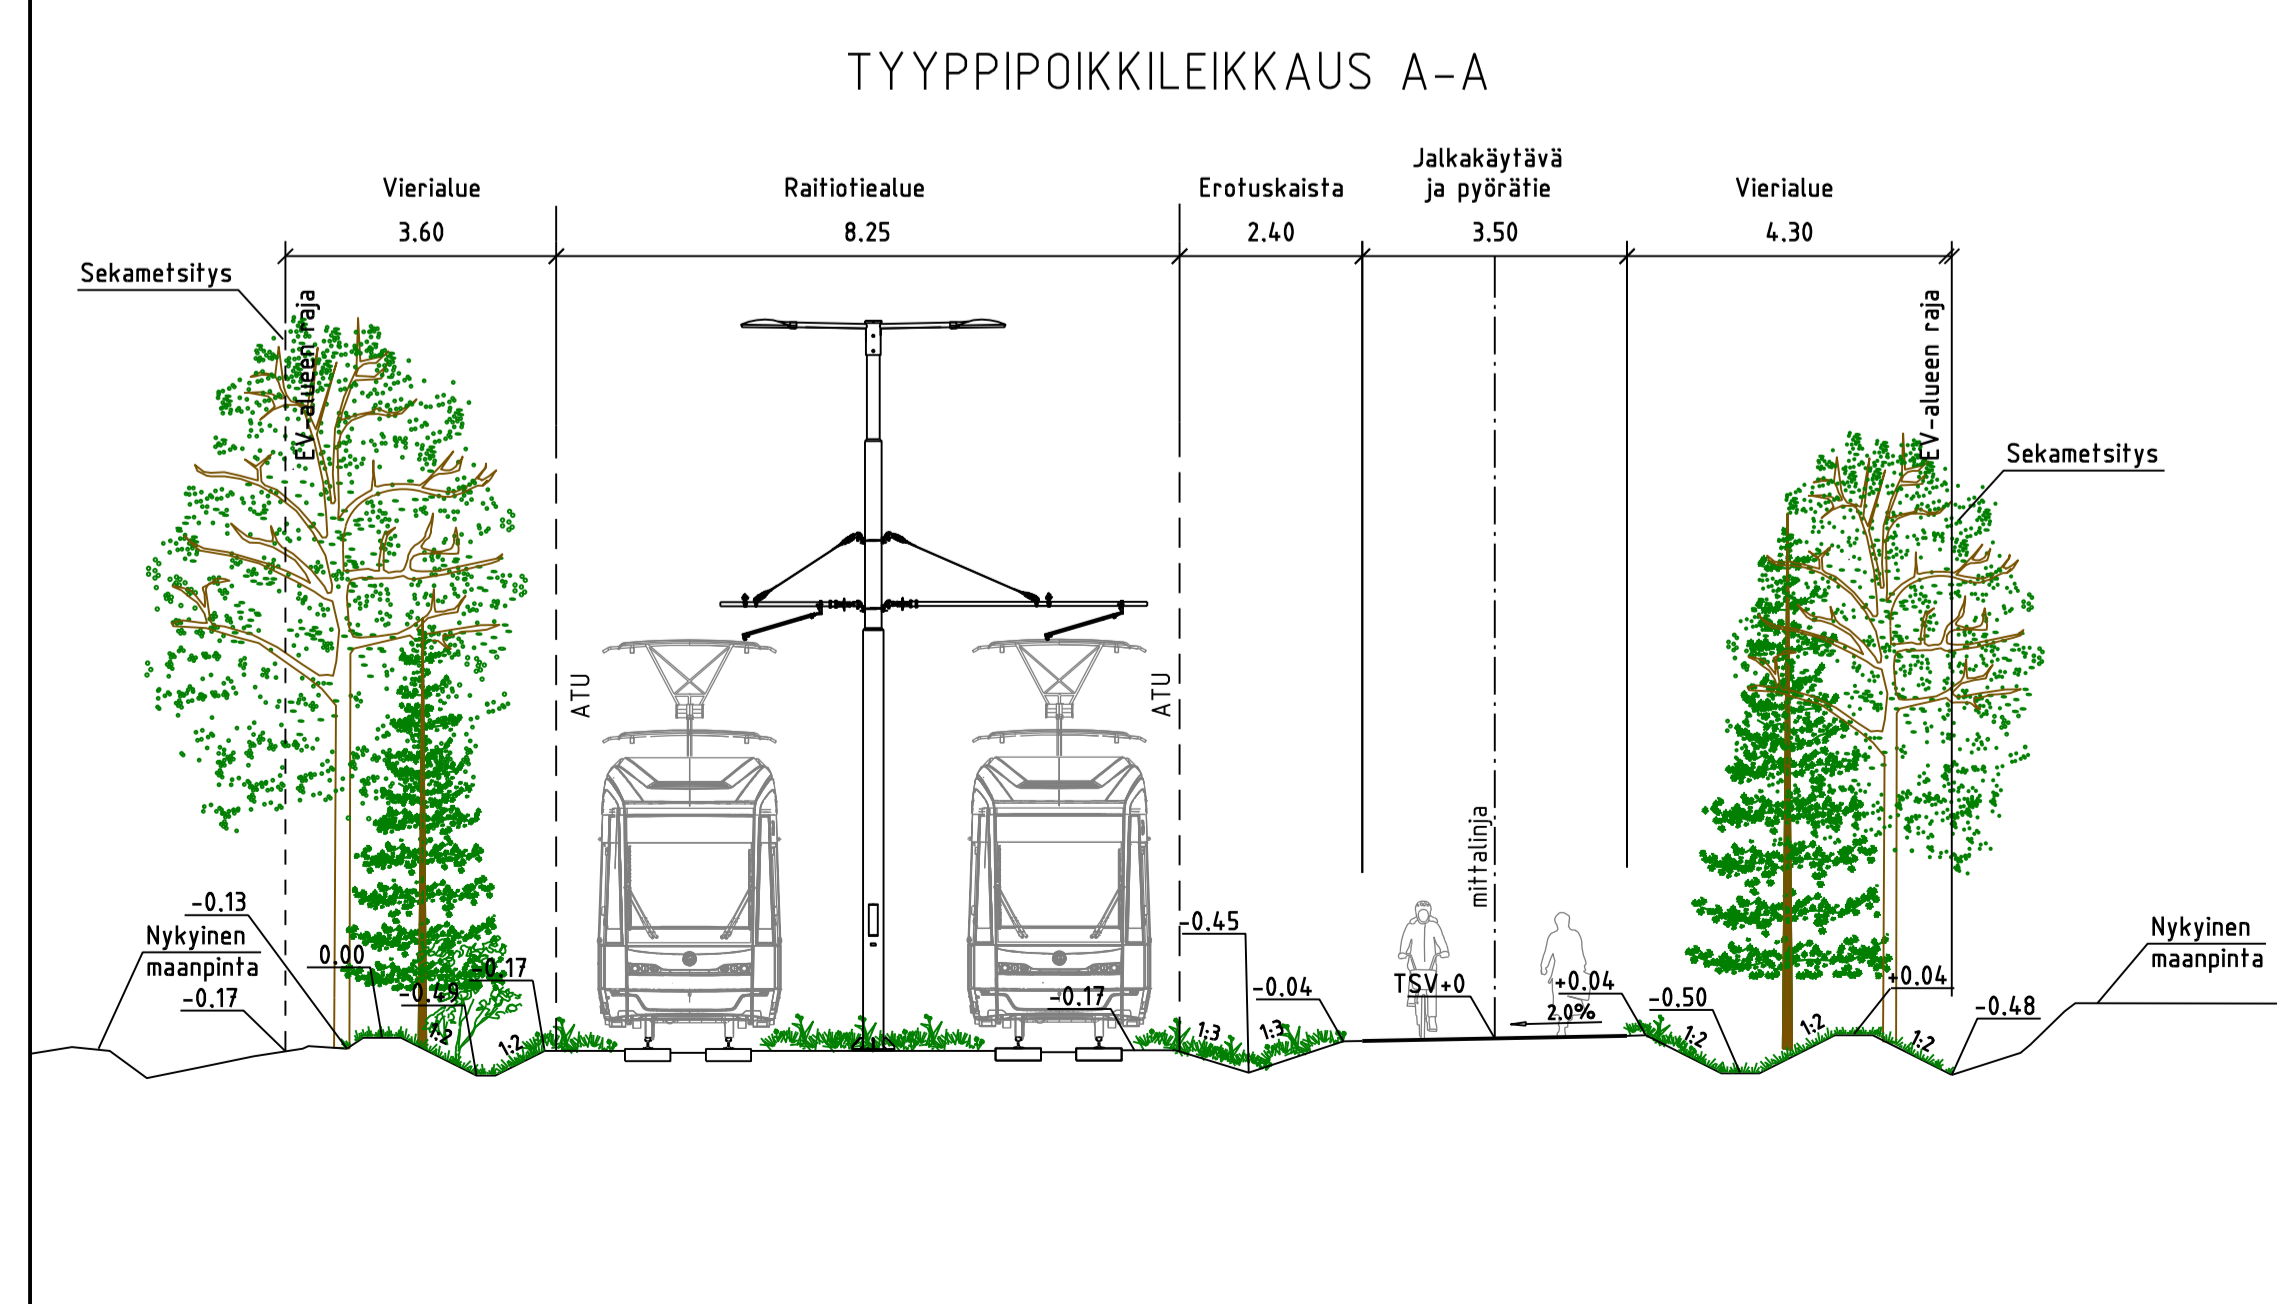 TYYPPIPOIKKILEIKKAUS A-A
Jalkakäytävä
Vierialue
Raitiotiealue
Erotuskaista
ja pyörätie
Vierialue
3.60
8.25
2.40
3.50
4.30
Sekametsitys
EV-alueen raja
EV-alueen raja
Sekametsitys
ATU
ATU
mittalinja
-0.13
Nykyinen
maanpinta
-0.17
0.00
-0.49
-0.17
1:2
1:2
-0.17
-0.45
1:3
1:3
-0.04
TSV+0
+0.04
2.0%
-0.50
1:2
1:2
+0.04
1:2
-0.48
Nykyinen
maanpinta